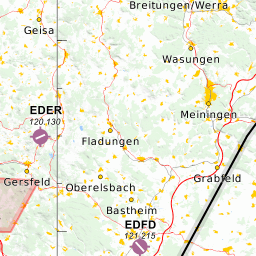 Breitungen/Werra
Geisa
Wasungen
EDER
120.130
Meiningen
Fladungen
Gersfeld
Grabfeld
Oberelsbach
Bastheim
EDFD
121.215